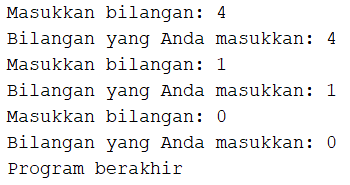 Masukkan bilangan: 4
Bilangan yang Anda masukkan: 4
Masukkan bilangan: 1
Bilangan yang Anda masukkan: 1
Masukkan bilangan: 0
Bilangan yang Anda masukkan: 0
Program berakhir